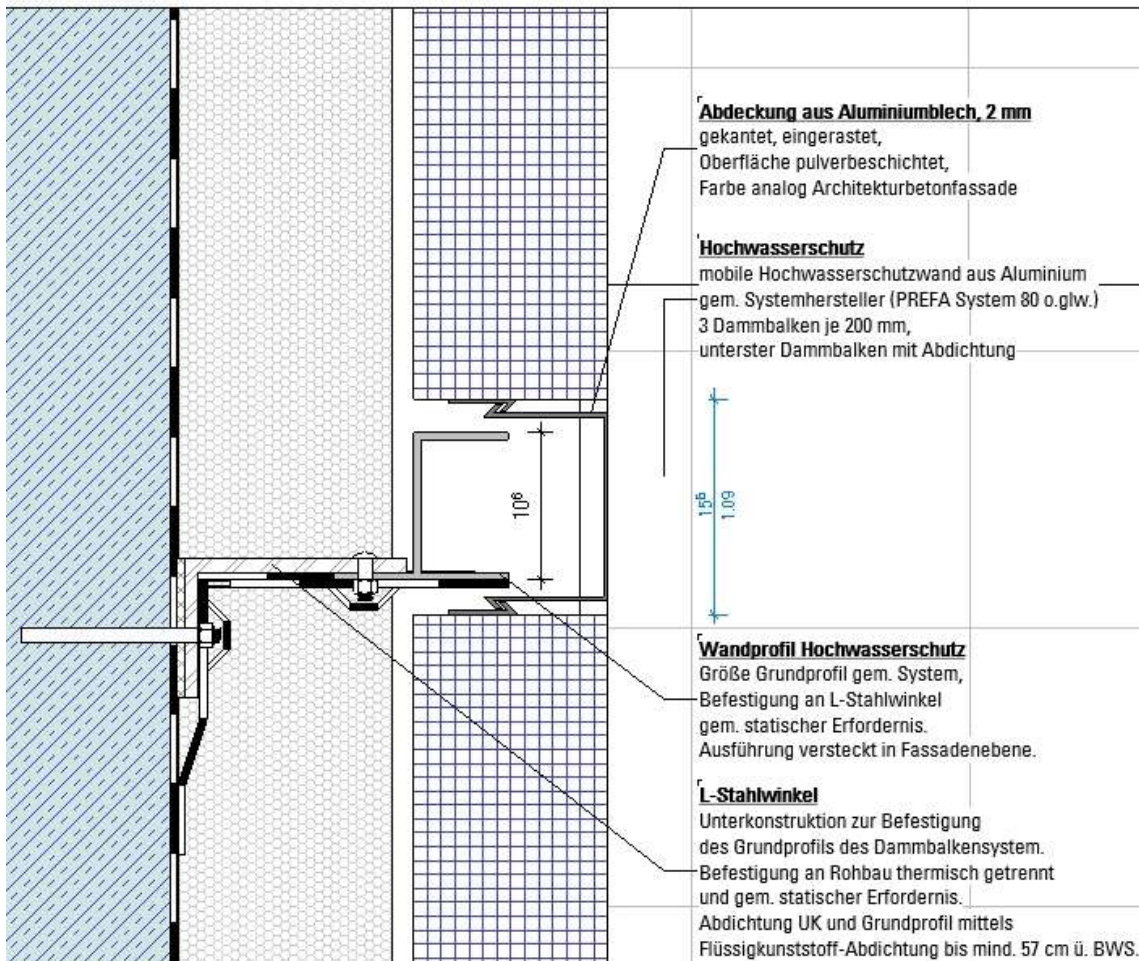 Abdeckung aus Aluminiumblech, 2 mm
gekantet, eingerastet,
Oberfläche pulverbeschichtet,
Farbe analog Architekturbetonfassade
Hochwasserschutz
mobile Hochwasserschutzwand aus Aluminium
gem. Systemhersteller (PREFA System 80 o.glw.)
3 Dammbalken je 200 mm,
unterster Dammbalken mit Abdichtung
10⁶
15⁶
1.09
Wandprofil Hochwasserschutz
Größe Grundprofil gem. System,
Befestigung an L-Stahlwinkel
gem. statischer Erfordernis.
Ausführung versteckt in Fassadenebene.
L-Stahlwinkel
Unterkonstruktion zur Befestigung
des Grundprofils des Dammbalkensystem.
Befestigung an Rohbau thermisch getrennt
und gem. statischer Erfordernis.
Abdichtung UK und Grundprofil mittels
Flüssigkunststoff-Abdichtung bis mind. 57 cm ü. BWS.